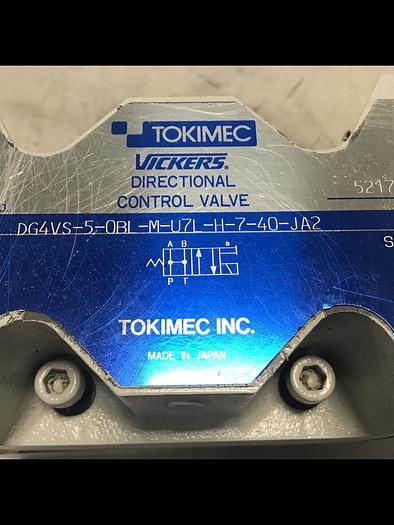 TOKIMEC
VICKERS®
DIRECTIONAL
CONTROL VALVE
5217
DG4VS-5-0BL-M-U7L-H-7-40-JA2
A B a
P T
TOKIMEC INC.
MADE IN JAPAN